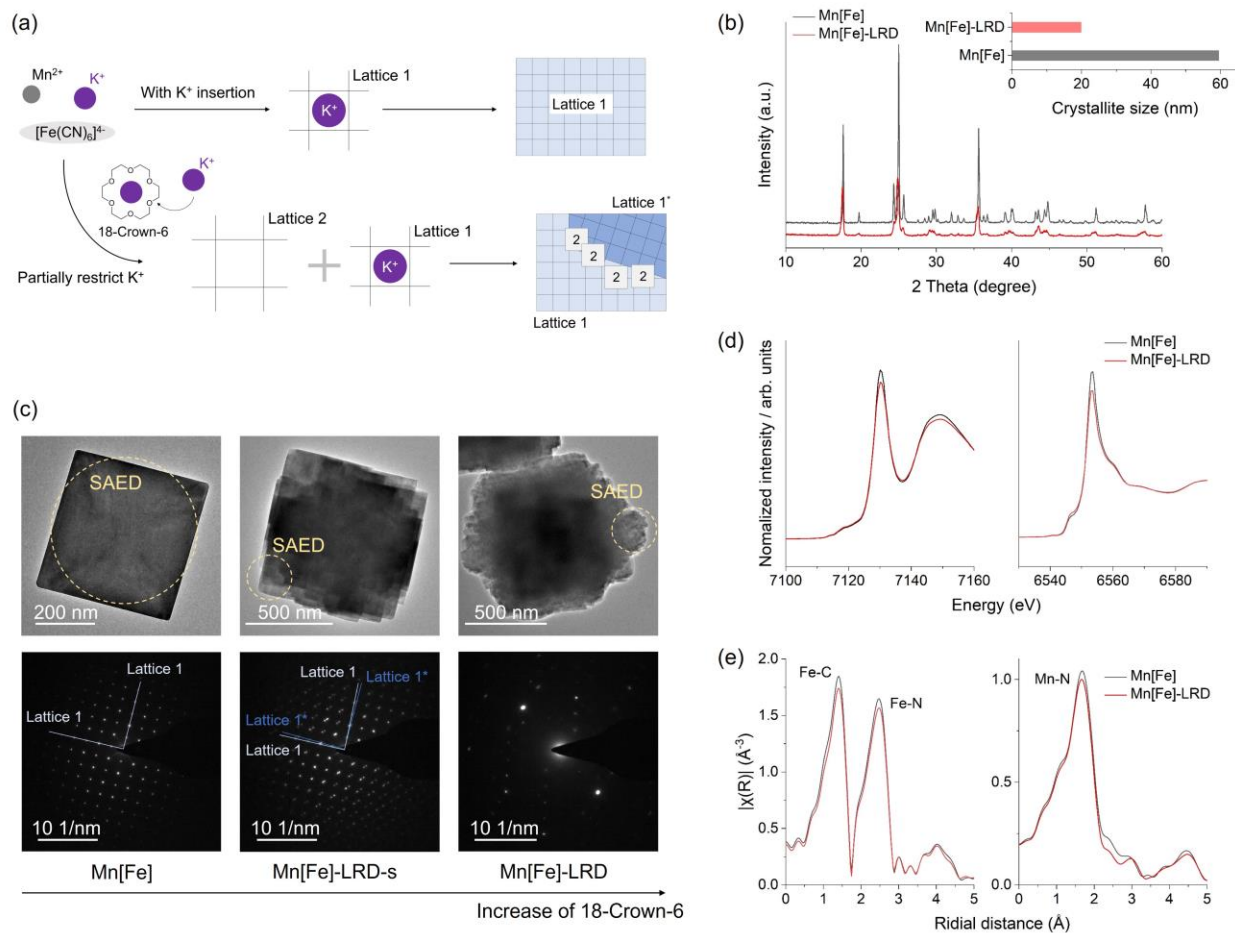 (a)
Mn2+
K+
[Fe(CN)6]4-
With K+ insertion
Lattice 1
K+
Lattice 1
K+
18-Crown-6
Partially restrict K+
Lattice 2
Lattice 1
K+
Lattice 1*
2
2
2
2
Lattice 1
(b)
Mn[Fe]
Mn[Fe]-LRD
Mn[Fe]-LRD
Mn[Fe]
0 20 40 60
Crystallite size (nm)
Intensity (a.u.)
10 20 30 40 50 60
2 Theta (degree)
(c)
SAED
200 nm
SAED
500 nm
SAED
500 nm
Lattice 1
Lattice 1
10 1/nm
Lattice 1
Lattice 1*
Lattice 1*
Lattice 1
10 1/nm
10 1/nm
Mn[Fe]
Mn[Fe]-LRD-s
Mn[Fe]-LRD
Increase of 18-Crown-6
(d)
Nomalized intensity / arb. units
Mn[Fe]
Mn[Fe]-LRD
7100 7120 7140 7160
6540 6560 6580
Energy (eV)
(e)
|χ(R)| (Å-3)
2.0
1.5
1.0
0.5
0.0
Fe-C
Fe-N
0 1 2 3 4 5
1.0
0.5
0.0
Mn-N
Mn[Fe]
Mn[Fe]-LRD
0 1 2 3 4 5
Ridial distance (Å)